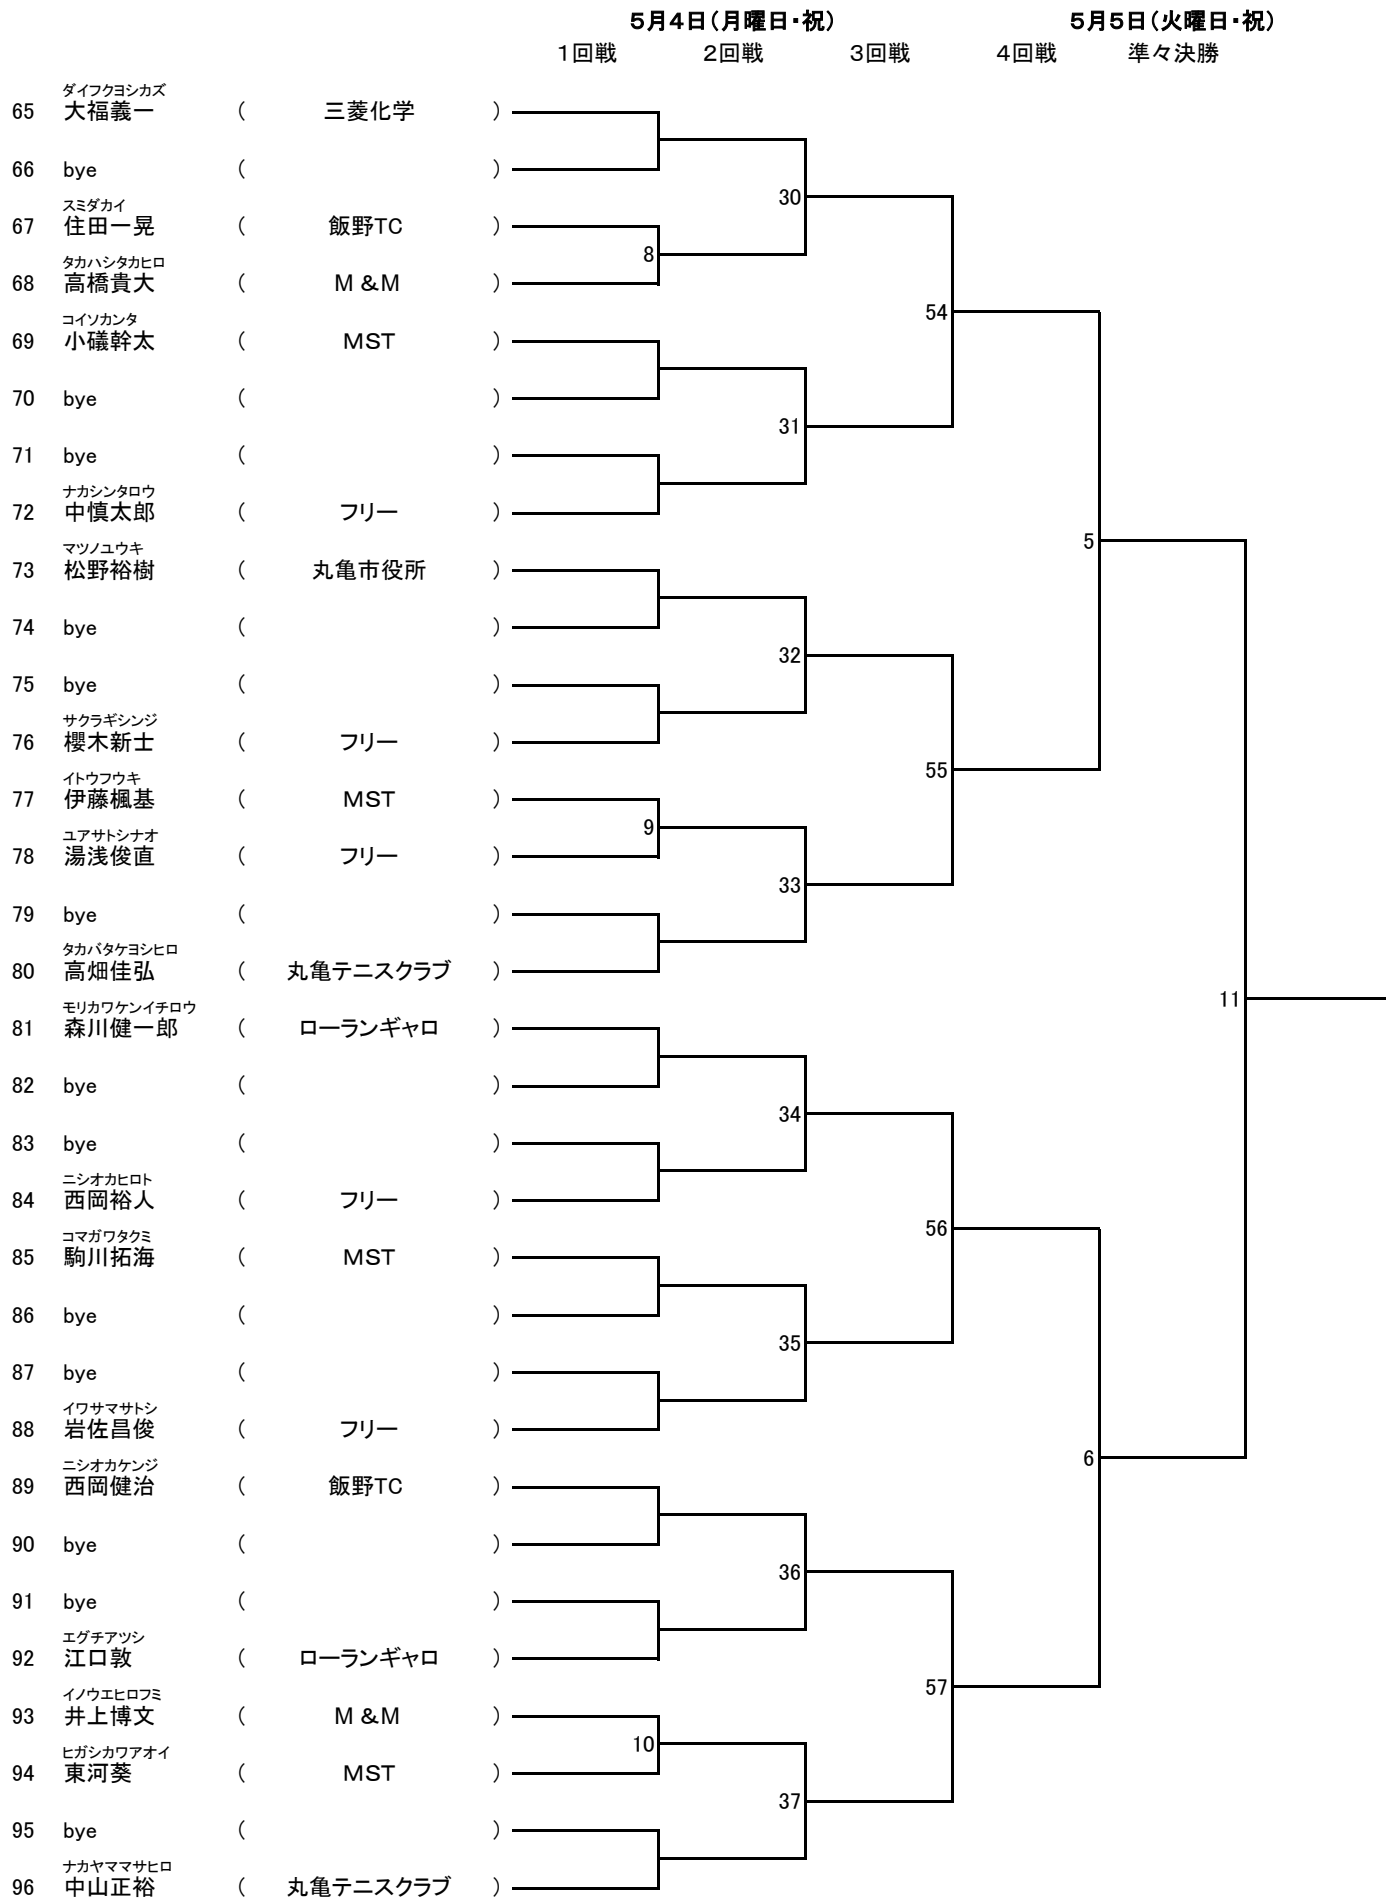 5月4日(月曜日・祝) 5月5日(火曜日・祝)
1回戦 2回戦 3回戦 4回戦 準々決勝
ダイフクヨシカズ
65 大福義一 ( 三菱化学 )
66 bye ( )
30
スミダカイ
67 住田一晃 ( 飯野TC )
8
タカハシタカヒロ
68 高橋貴大 ( M &M )
54
コイソカンタ
69 小礒幹太 ( MST )
70 bye ( )
31
71 bye ( )
ナカシンタロウ
72 中慎太郎 ( フリー )
5
マツノユウキ
73 松野裕樹 ( 丸亀市役所 )
74 bye ( )
32
75 bye ( )
サクラギシンジ
76 櫻木新士 ( フリー )
55
イトウフウキ
77 伊藤楓基 ( MST )
9
ユアサトシナオ
78 湯浅俊直 ( フリー )
33
79 bye ( )
タカバタケヨシヒロ
80 高畑佳弘 ( 丸亀テニスクラブ )
11
モリカワケンイチロウ
81 森川健一郎 ( ローランギャロ )
82 bye ( )
34
83 bye ( )
ニシオカヒロト
84 西岡裕人 ( フリー )
56
コマガワタクミ
85 駒川拓海 ( MST )
86 bye ( )
35
87 bye ( )
イワサマサトシ
88 岩佐昌俊 ( フリー )
6
ニシオカケンジ
89 西岡健治 ( 飯野TC )
90 bye ( )
36
91 bye ( )
エグチアツシ
92 江口敦 ( ローランギャロ )
57
イノウエヒロフミ
93 井上博文 ( M &M )
10
ヒガシカワアオイ
94 東河葵 ( MST )
37
95 bye ( )
ナカヤママサヒロ
96 中山正裕 ( 丸亀テニスクラブ )